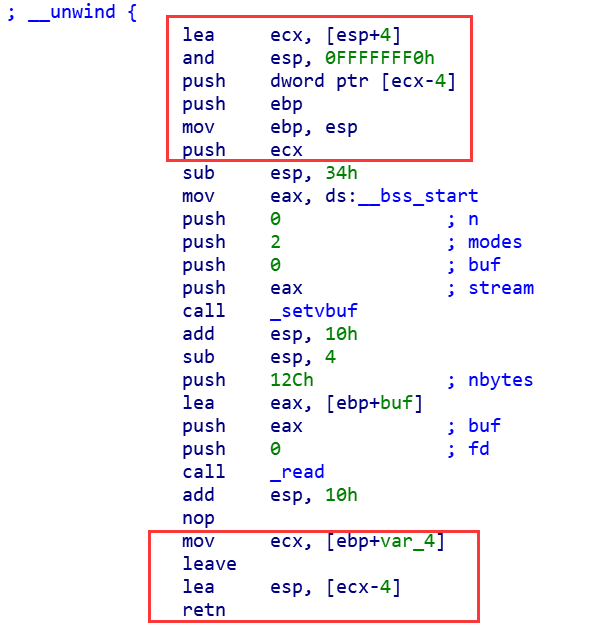 ; __unwind {
lea ecx, [esp+4]
and esp, 0FFFFFFF0h
push dword ptr [ecx-4]
push ebp
mov ebp, esp
push ecx
sub esp, 34h
mov eax, ds:__bss_start
push 0 ; n
push 2 ; modes
push 0 ; buf
push eax ; stream
call _setvbuf
add esp, 10h
sub esp, 4
push 12Ch ; nbytes
lea eax, [ebp+buf]
push eax ; buf
push 0 ; fd
call _read
add esp, 10h
nop
mov ecx, [ebp+var_4]
leave
lea esp, [ecx-4]
retn